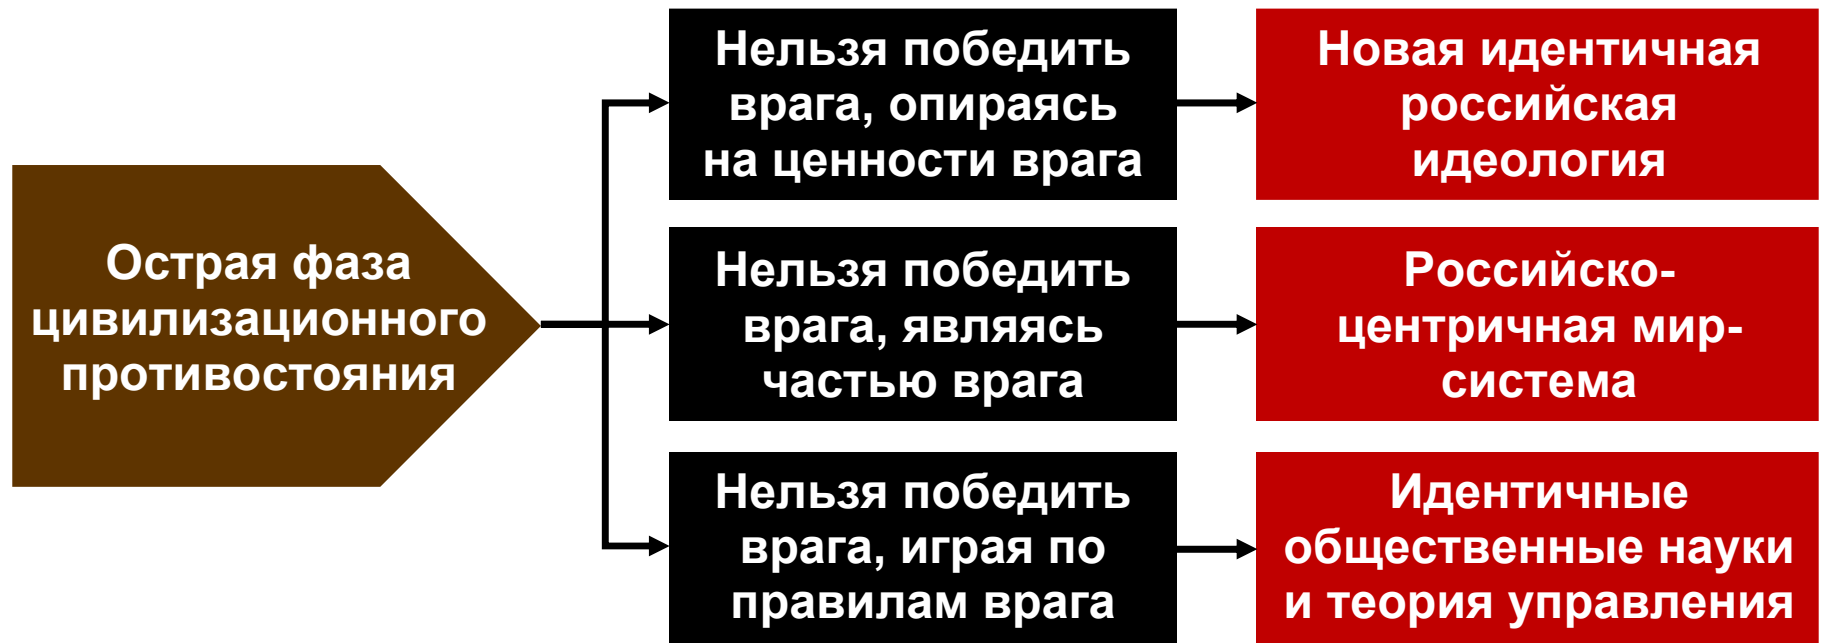 Острая фаза
цивилизационного
противостояния
Нельзя победить
врага, опираясь
на ценности врага
Новая идентичная
российская
идеология
Нельзя победить
врага, являясь
частью врага
Российско-
центричная мир-
система
Нельзя победить
врага, играя по
правилам врага
Идентичные
общественные науки
и теория управления